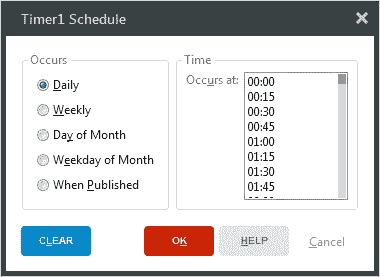 Timer1 Schedule
Occurs
Daily
Weekly
Day of Month
Weekday of Month
When Published
Time
Occurs at:
00:00
00:15
00:30
00:45
01:00
01:15
01:30
01:45
CLEAR
OK
HELP
Cancel